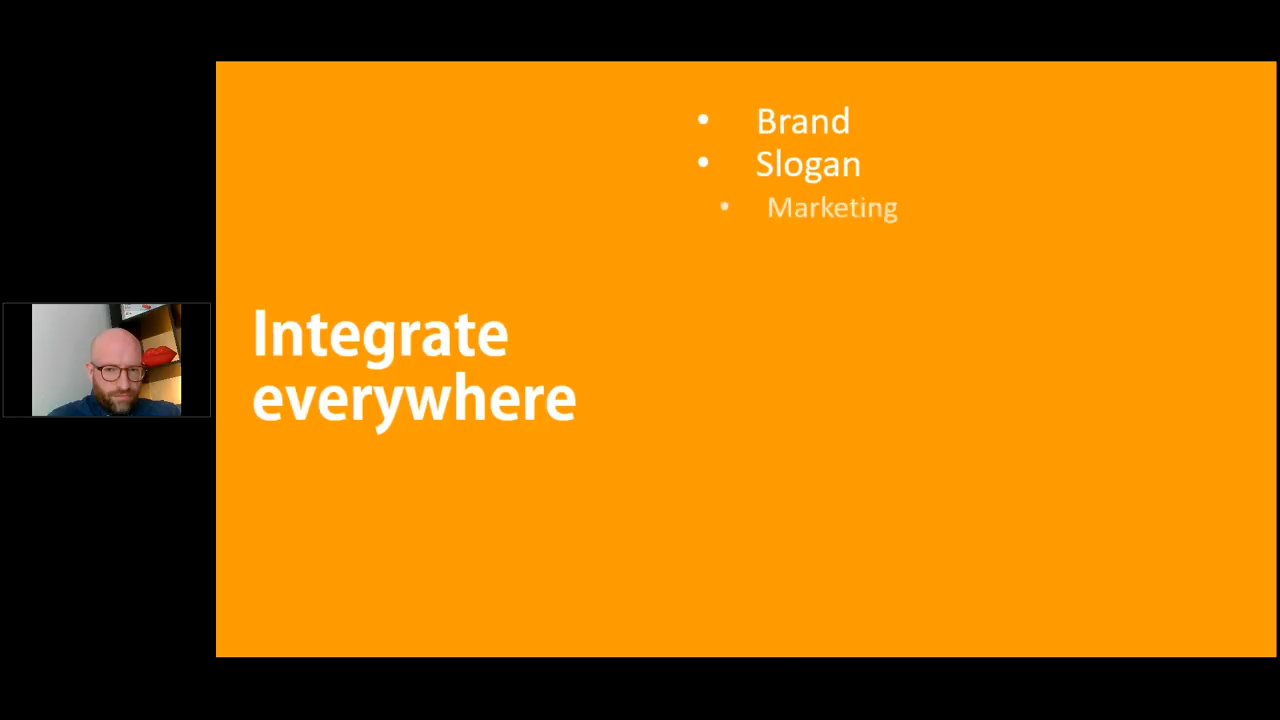 Integrate
everywhere
• Brand
• Slogan
• Marketing